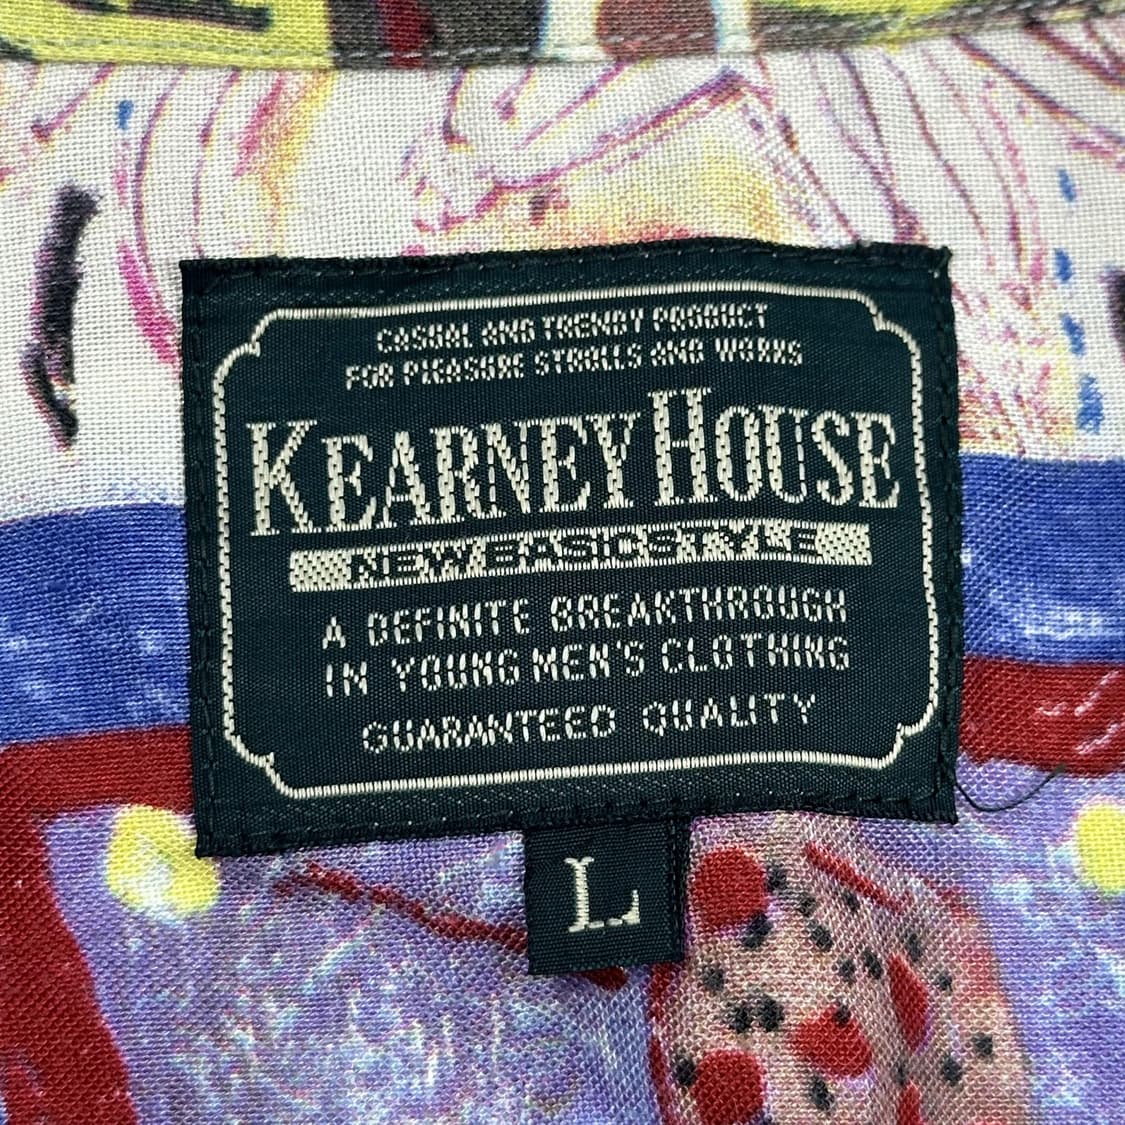 CASUAL AND TRENDY PRODUCT
FOR PLEASURE STROLLS AND WORKS
KEARNEY HOUSE
NEW BASIC STYLE
A DEFINITE BREAKTHROUGH
IN YOUNG MEN'S CLOTHING
GUARANTEED QUALITY
L